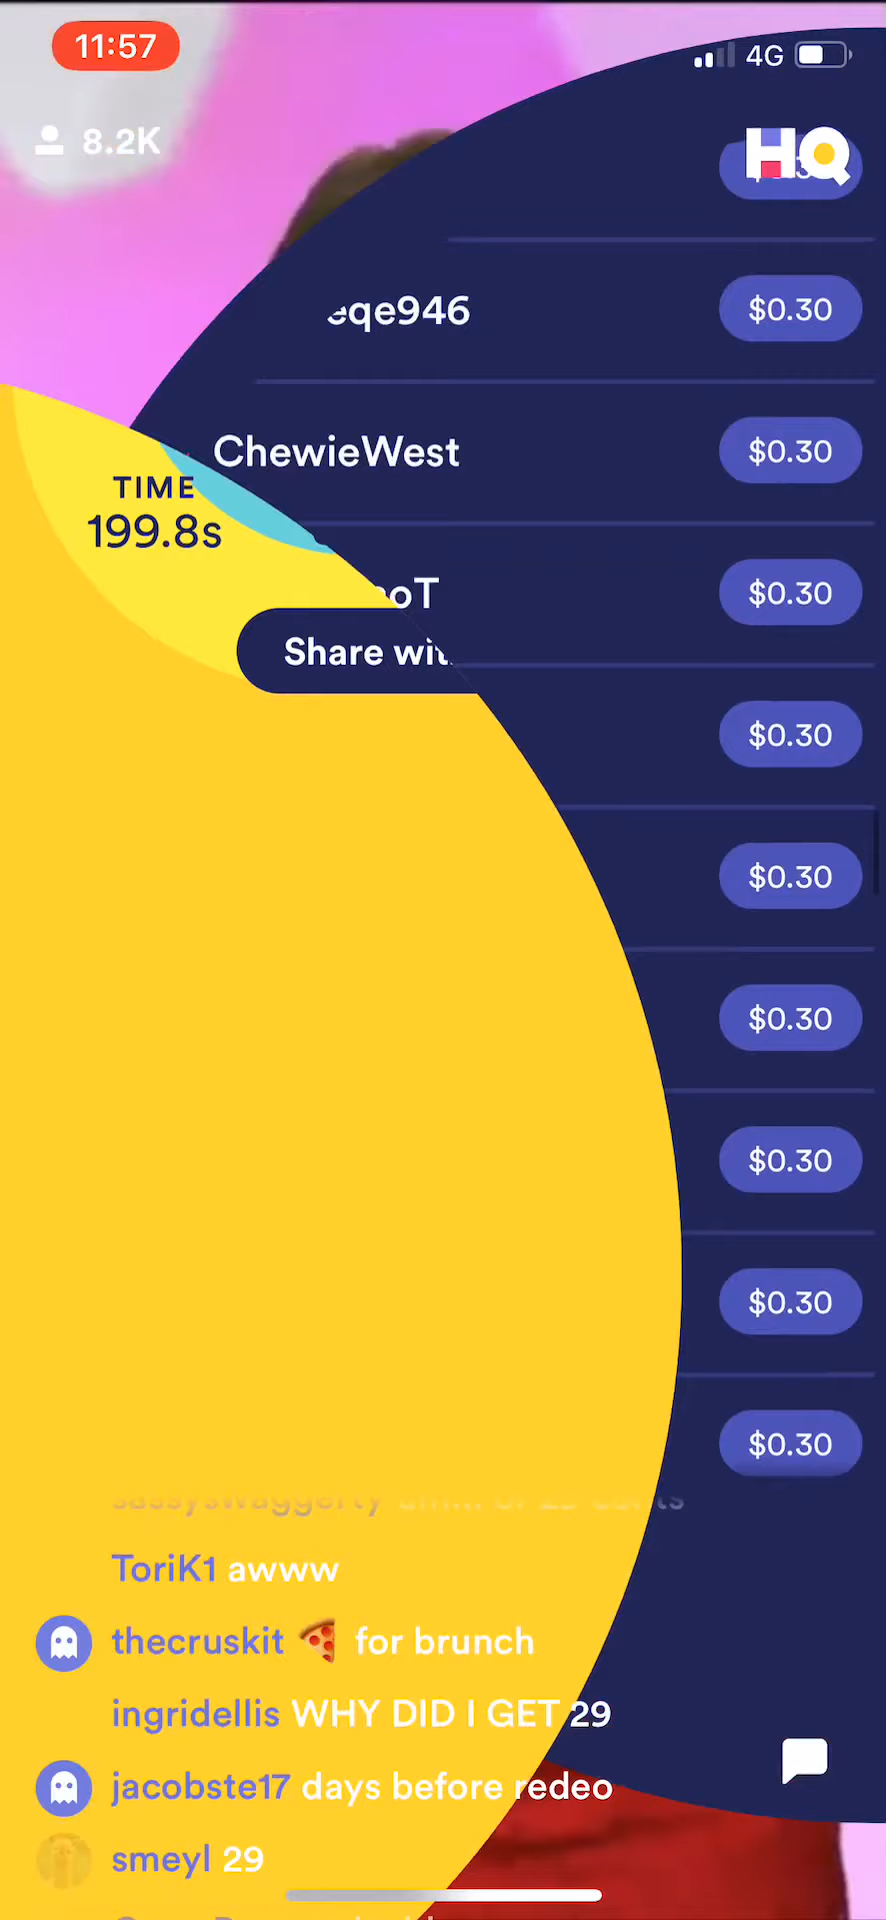 11:57
4G
8.2K
HQ
eqe946 $0.30
ChewieWest $0.30
TIME
199.8s
oT $0.30
Share wit
$0.30
$0.30
$0.30
$0.30
$0.30
$0.30
ToriK1 awww
thecruskit 🍕 for brunch
ingridellis WHY DID I GET 29
jacobste17 days before redeo
smeyl 29